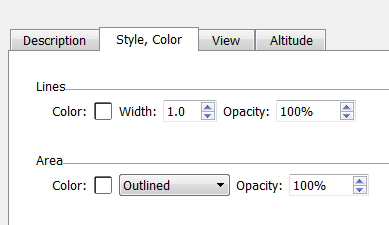 Description Style, Color View Altitude
Lines
Color: Width: 1.0 Opacity: 100%
Area
Color: Outlined Opacity: 100%